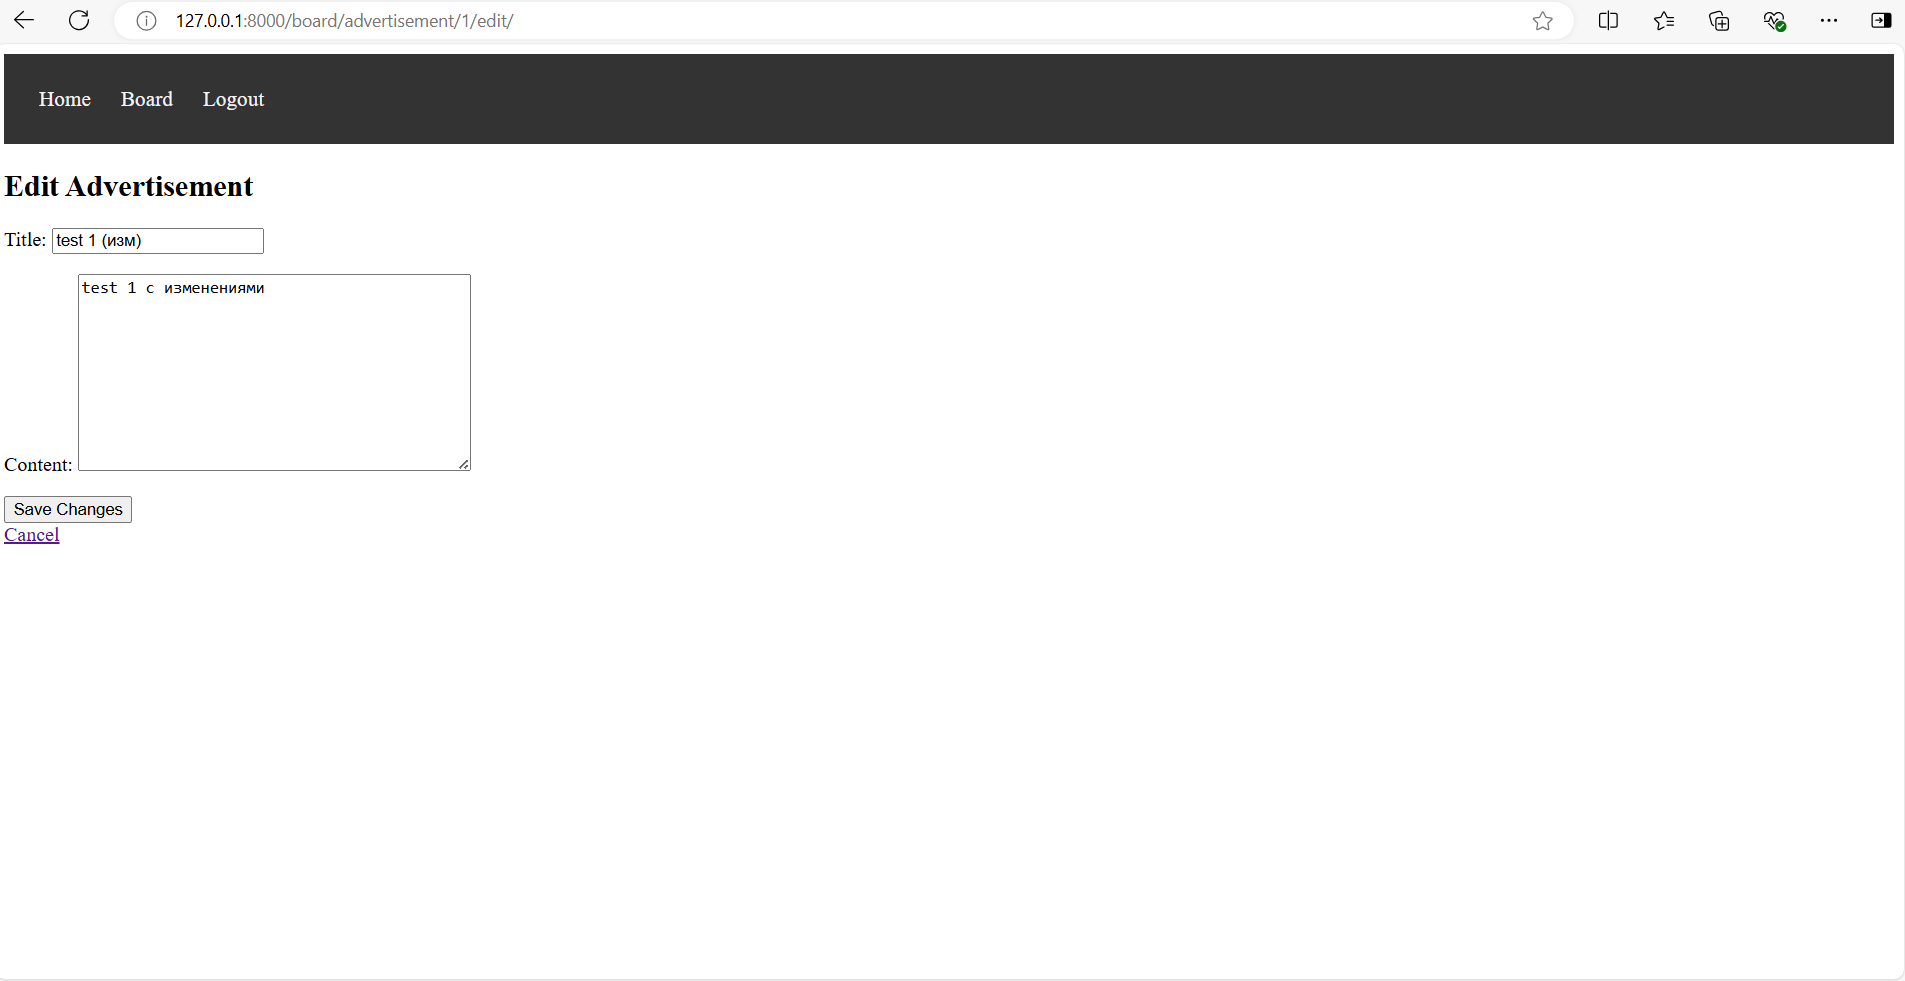 127.0.0.1:8000/board/advertisement/1/edit/
Home Board Logout
Edit Advertisement
Title: test 1 (изм)
test 1 с изменениями
Content:
Save Changes
Cancel